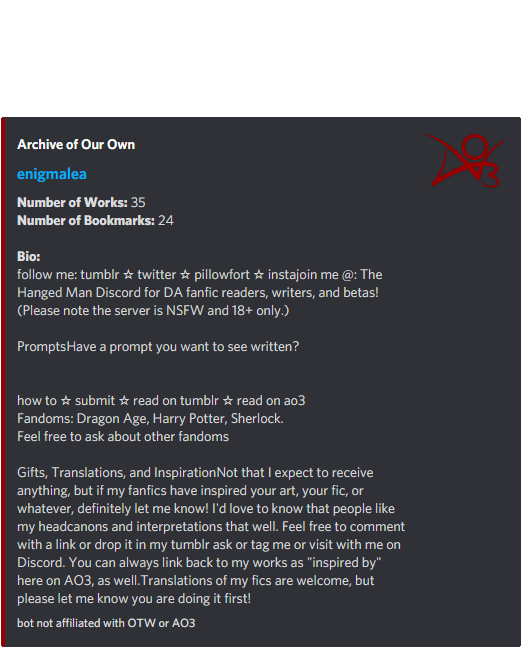 Archive of Our Own
enigmalea
Number of Works: 35
Number of Bookmarks: 24
Bio:
follow me: tumblr ☆ twitter ☆ pillowfort ☆ instajoin me @: The
Hanged Man Discord for DA fanfic readers, writers, and betas!
(Please note the server is NSFW and 18+ only.)
PromptsHave a prompt you want to see written?
how to ☆ submit ☆ read on tumblr ☆ read on ao3
Fandoms: Dragon Age, Harry Potter, Sherlock.
Feel free to ask about other fandoms
Gifts, Translations, and InspirationNot that I expect to receive
anything, but if my fanfics have inspired your art, your fic, or
whatever, definitely let me know! I'd love to know that people like
my headcanons and interpretations that well. Feel free to comment
with a link or drop it in my tumblr ask or tag me or visit with me on
Discord. You can always link back to my works as "inspired by"
here on AO3, as well.Translations of my fics are welcome, but
please let me know you are doing it first!
bot not affiliated with OTW or AO3